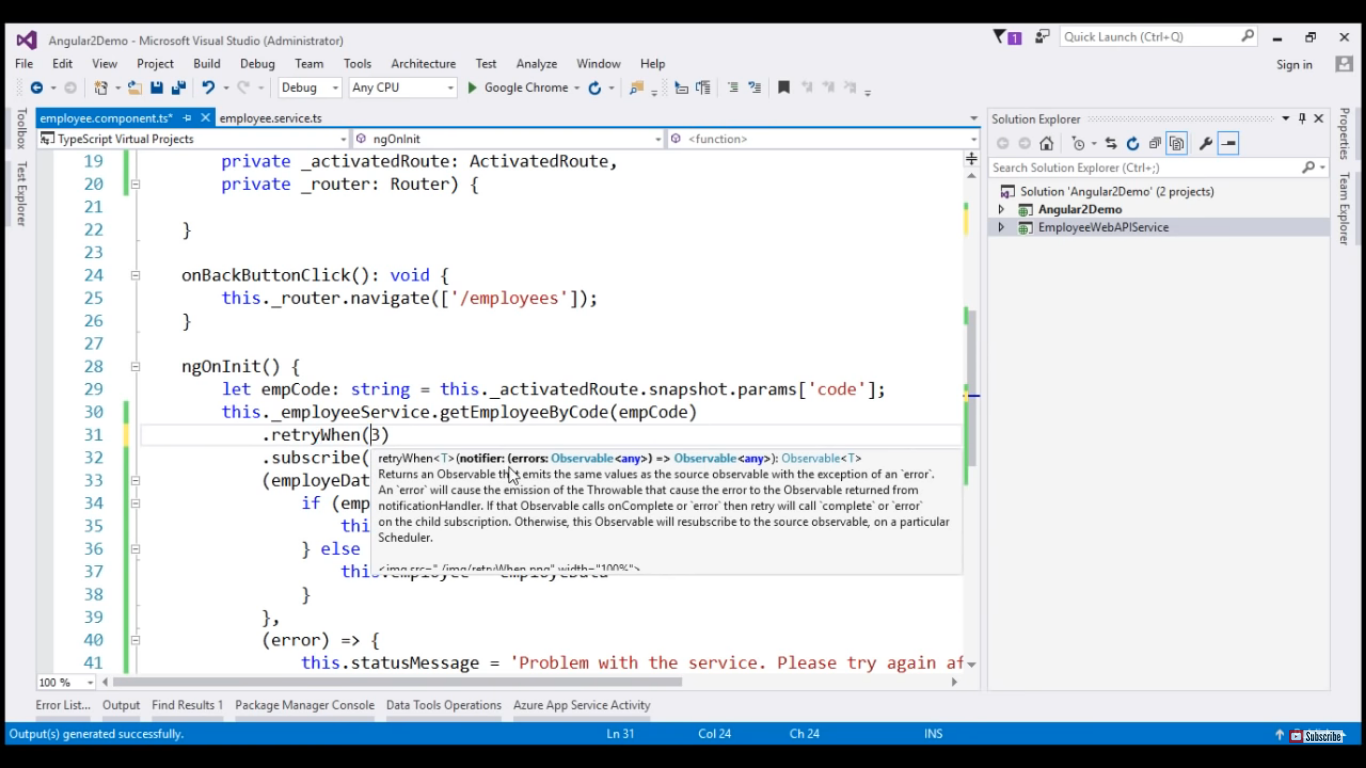 Angular2Demo - Microsoft Visual Studio (Administrator)
1
Quick Launch (Ctrl+Q)
File Edit View Project Build Debug Team Tools Architecture Test Analyze Window Help
Sign in
Debug Any CPU Google Chrome
employee.component.ts* employee.service.ts
TypeScript Virtual Projects ngOnInit <function>
Toolbox
Test Explorer
19 private _activatedRoute: ActivatedRoute,
20 private _router: Router) {
21
22 }
23
24 onBackButtonClick(): void {
25 this._router.navigate(['/employees']);
26 }
27
28 ngOnInit() {
29 let empCode: string = this._activatedRoute.snapshot.params['code'];
30 this._employeeService.getEmployeeByCode(empCode)
31 .retryWhen(3)
32 .subscribe(
33 (employeDat
34 if (emp
35 thi
36 } else
37 this.employee = employeData
38 }
39 },
40 (error) => {
41 this.statusMessage = 'Problem with the service. Please try again af
retryWhen<T>(notifier: (errors: Observable<any>) => Observable<any>): Observable<T>
Returns an Observable that emits the same values as the source observable with the exception of an `error`.
An `error` will cause the emission of the Throwable that cause the error to the Observable returned from
notificationHandler. If that Observable calls onComplete or `error` then retry will call `complete` or `error`
on the child subscription. Otherwise, this Observable will resubscribe to the source observable, on a particular
Scheduler.
<img src="./img/retryWhen.png" width="100%">
100 %
Solution Explorer
Search Solution Explorer (Ctrl+;)
Solution 'Angular2Demo' (2 projects)
Angular2Demo
EmployeeWebAPIService
Properties
Team Explorer
Error List... Output Find Results 1 Package Manager Console Data Tools Operations Azure App Service Activity
Output(s) generated successfully. Ln 31 Col 24 Ch 24 INS
Subscribe